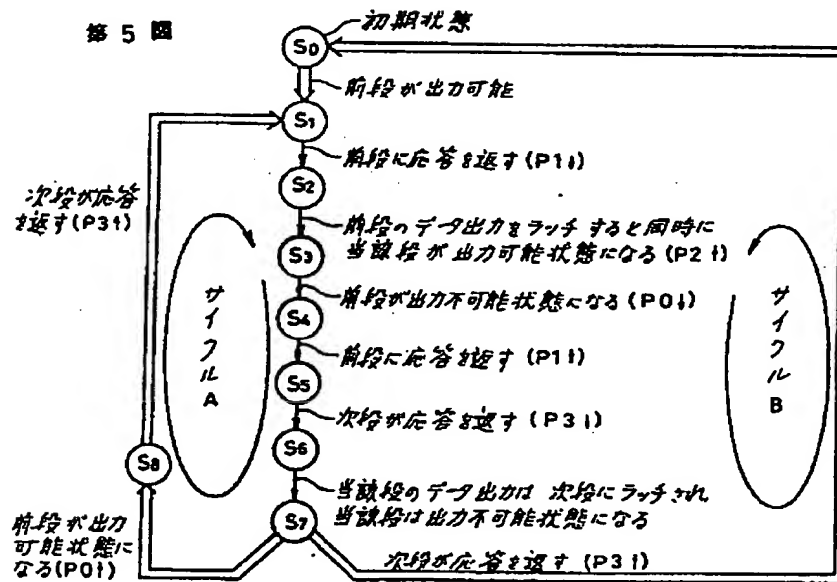 第5図
初期状態
S0
前段が出力可能
S1
前段に応答を返す(P1↓)
S2
次段が応答
を返す(P3↑)
前段のデータ出力をラッチすると同時に
当該段が出力可能状態になる(P2↑)
S3
前段が出力不可能状態になる(P0↓)
S4
サイクルA
サイクルB
前段に応答を返す(P1↑)
S5
次段が応答を返す(P3↓)
S6
S8
当該段のデータ出力は次段にラッチされ
当該段は出力不可能状態になる
S7
前段が出力
可能状態に
なる(P0↑)
次段が応答を返す(P3↑)